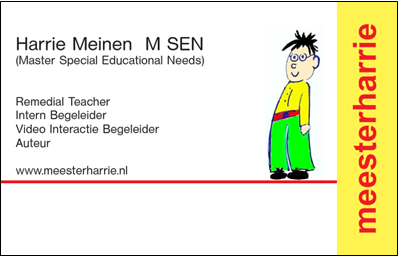 Harrie Meinen M SEN
(Master Special Educational Needs)
Remedial Teacher
Intern Begeleider
Video Interactie Begeleider
Auteur
www.meesterharrie.nl
meesterharrie